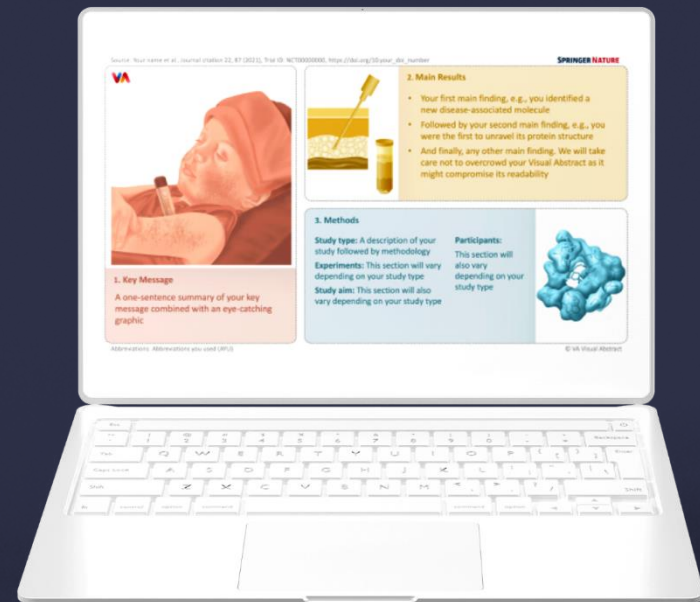 Source: Your name et al. Journal citation 22, 87 (2021), Trial ID: NCT00000000, https://doi.org/10.your_doi_number
SPRINGER NATURE
VA
1. Key Message
A one-sentence summary of your key
message combined with an eye-catching
graphic
2. Main Results
• Your first main finding, e.g., you identified a
new disease-associated molecule
• Followed by your second main finding, e.g., you
were the first to unravel its protein structure
• And finally, any other main finding. We will take
care not to overcrowd your Visual Abstract as it
might compromise its readability
3. Methods
Study type: A description of your
study followed by methodology
Experiments: This section will vary
depending on your study type
Study aim: This section will also
vary depending on your study type
Participants:
This section will
also vary
depending on your
study type
Abbreviations: Abbreviations you used
© VA Visual Abstract